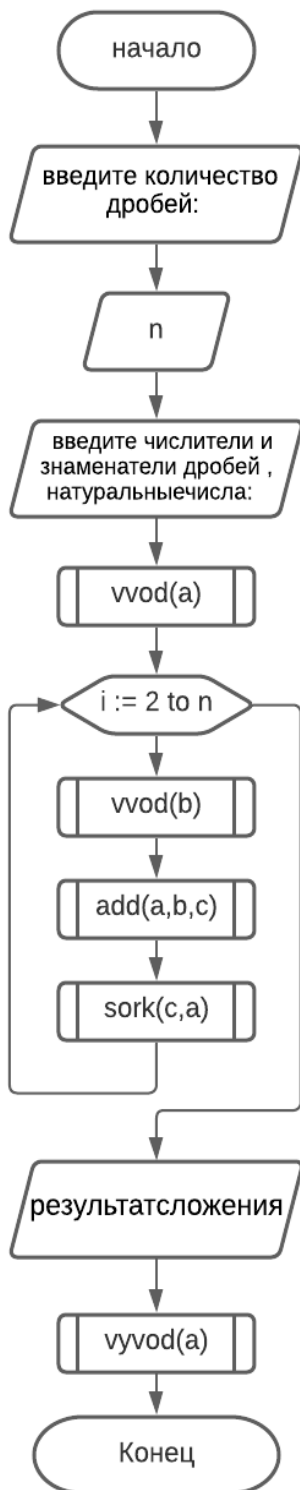 начало
введите количество
дробей:
n
введите числители и
знаменатели дробей ,
натуральныечисла:
vvod(a)
i := 2 to n
vvod(b)
add(a,b,c)
sork(c,a)
результатсложения
vyvod(a)
Конец